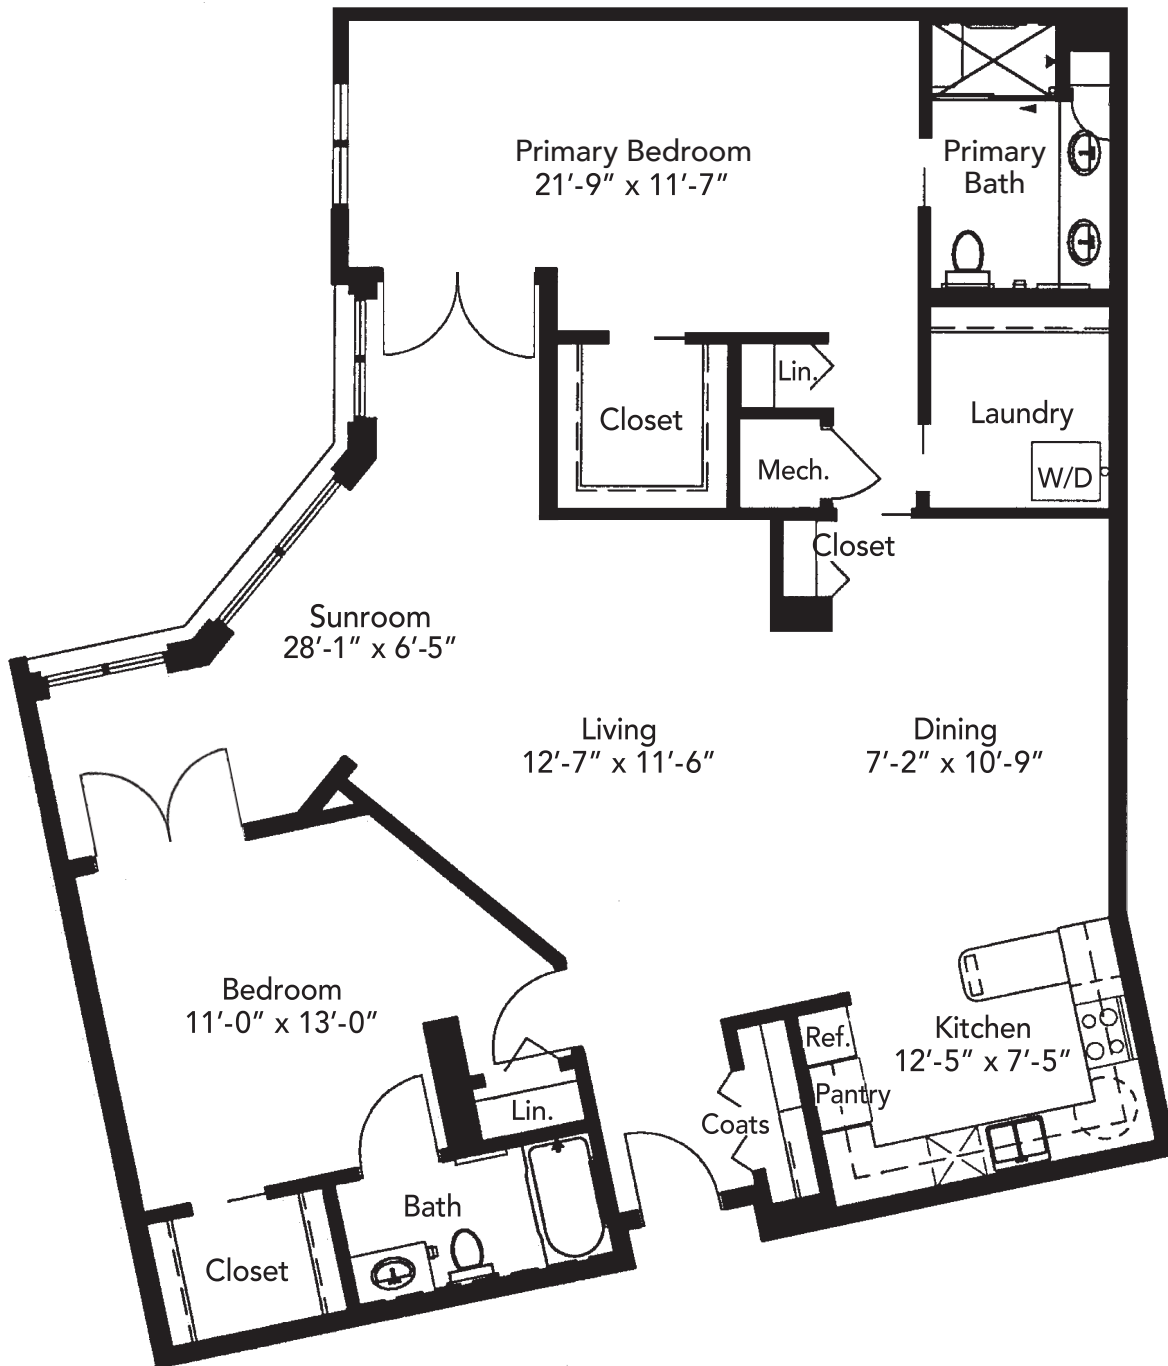 Primary Bedroom
21’-9” x 11’-7”
Primary
Bath
Lin.
Closet
Laundry
Mech.
W/D
Closet
Sunroom
28’-1” x 6’-5”
Living
12’-7” x 11’-6”
Dining
7’-2” x 10’-9”
Bedroom
11’-0” x 13’-0”
Kitchen
12’-5” x 7’-5”
Ref.
Pantry
Lin.
Coats
Bath
Closet